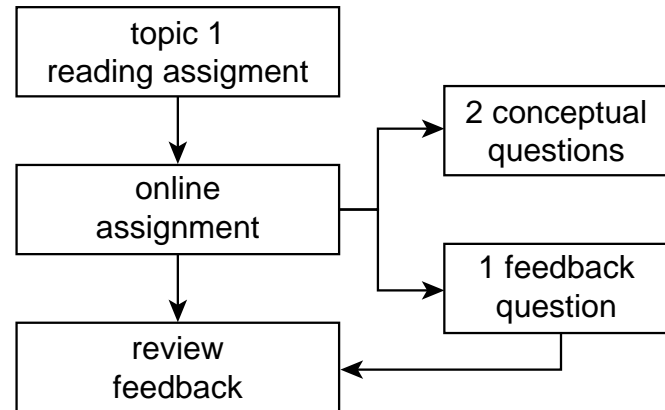 topic 1
reading assigment
2 conceptual
questions
online
assignment
1 feedback
question
review
feedback